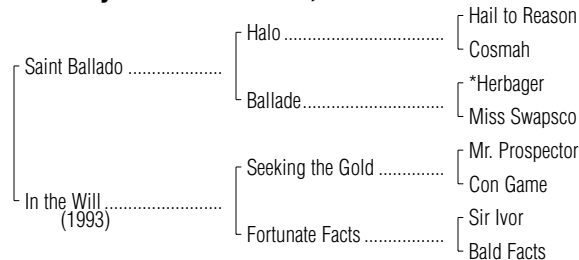 Hail to Reason
Halo ................................
Cosmah
Saint Ballado ....................
*Herbager
Ballade............................
Miss Swapsco
Mr. Prospector
Seeking the Gold ..............
Con Game
In the Will .........................
(1993)
Sir Ivor
Fortunate Facts .................
Bald Facts